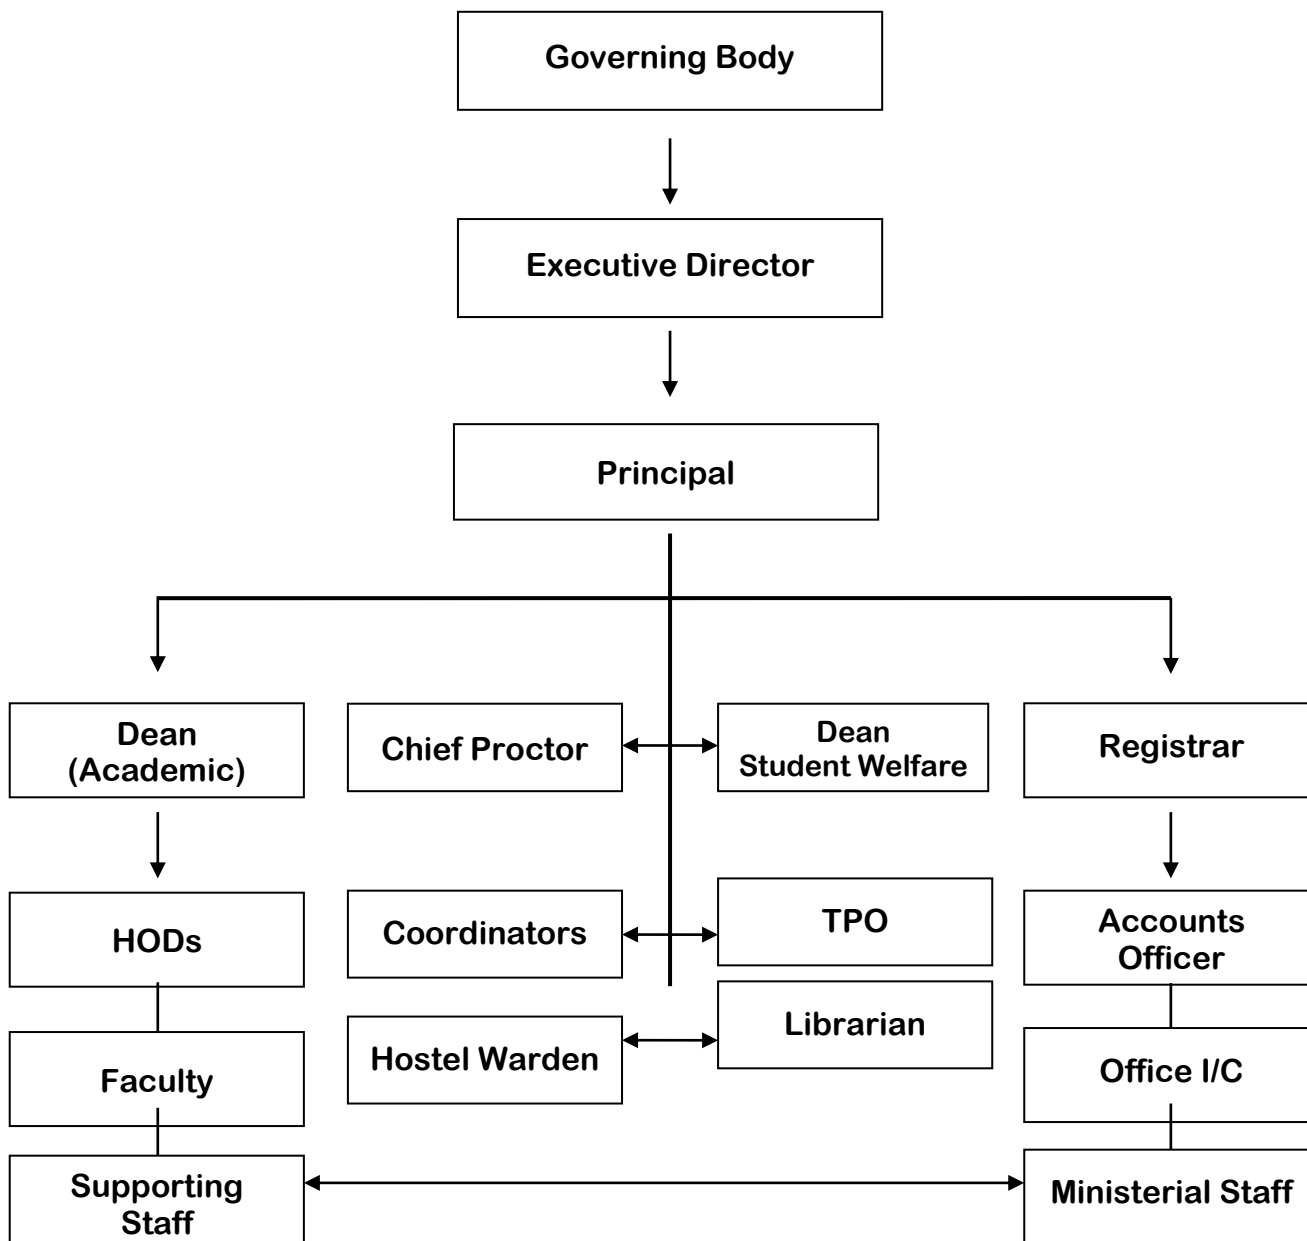 Governing Body
Executive Director
Principal
Dean
(Academic)
Chief Proctor
Dean
Student Welfare
Registrar
HODs
Coordinators
TPO
Accounts
Officer
Faculty
Hostel Warden
Librarian
Office I/C
Supporting
Staff
Ministerial Staff